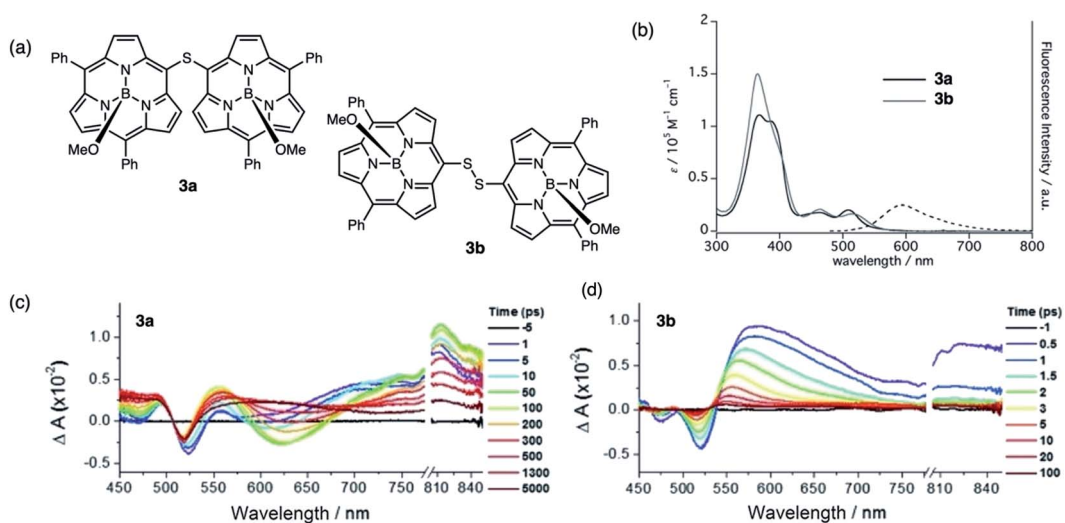 (a)
Ph
S
Ph
N
N
B
B
N
N
N
N
MeO
OMe
Ph
Ph
3a
Ph
MeO
N
B
N
N
Ph
S
S
Ph
N
B
N
N
OMe
Ph
3b
(b)
2
1.5
1
0.5
0
300 400 500 600 700 800
wavelength / nm
ε / 10⁵ M⁻¹ cm⁻¹
Fluorescence Intensity / a.u.
3a
3b
(c)
3a
Δ A (x10⁻²)
1.0
0.5
0.0
-0.5
450 500 550 600 650 700 750 810 840
Wavelength / nm
Time (ps)
-5
1
5
10
50
100
200
300
500
1300
5000
(d)
3b
Δ A (x10⁻²)
1.0
0.5
0.0
-0.5
450 500 550 600 650 700 750 810 840
Wavelength / nm
Time (ps)
-1
0.5
1
1.5
2
3
5
10
20
100